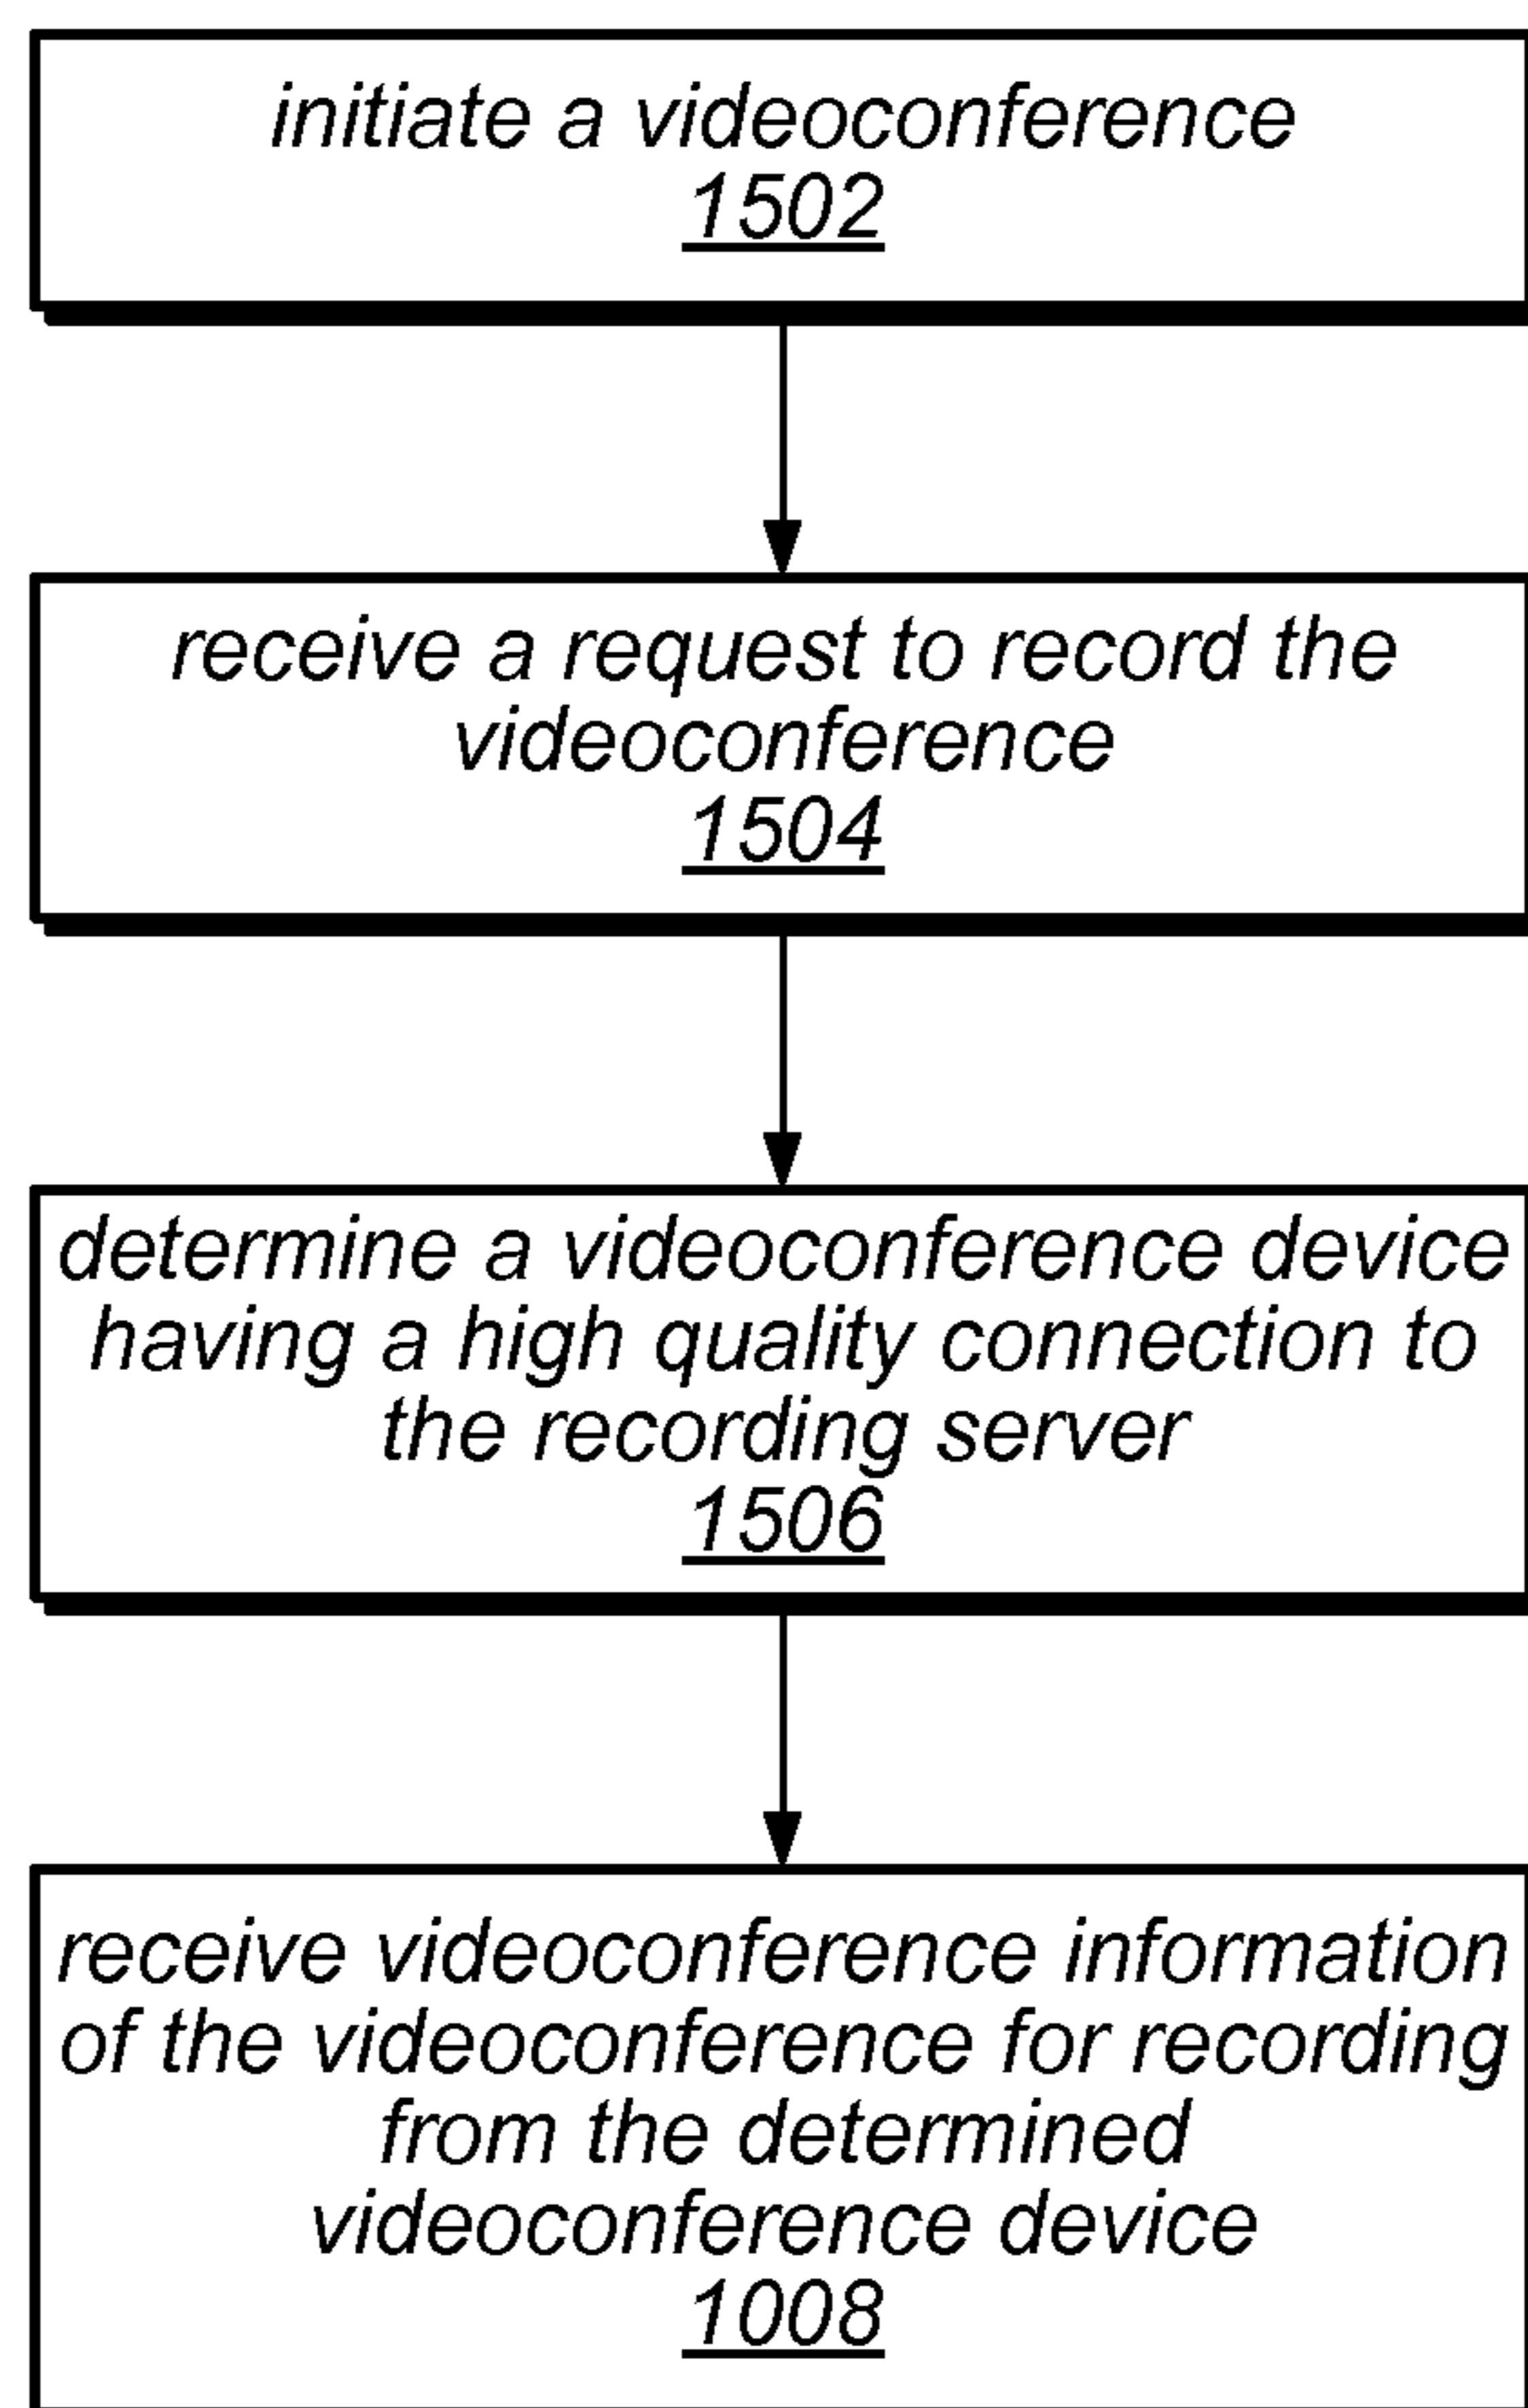 initiate a videoconference
1502
receive a request to record the
videoconference
1504
determine a videoconference device
having a high quality connection to
the recording server
1506
receive videoconference information
of the videoconference for recording
from the determined
videoconference device
1008